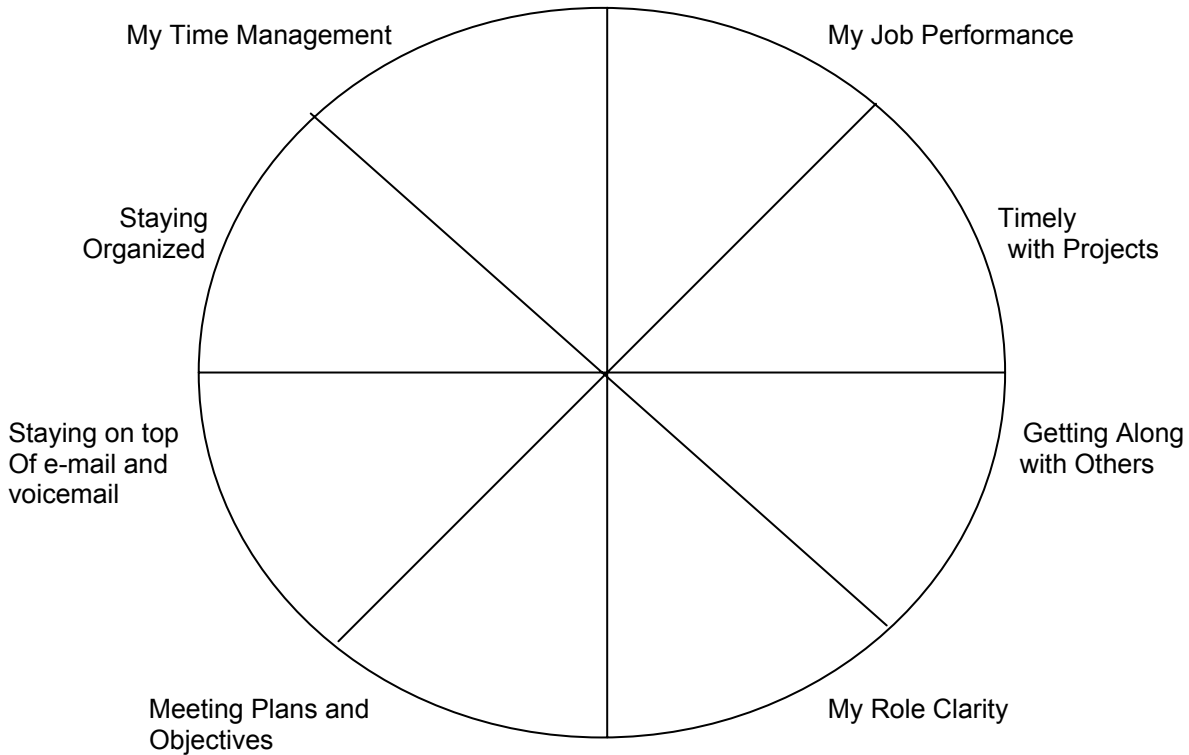 My Time Management
My Job Performance
Staying
Organized
Timely
with Projects
Staying on top
Of e-mail and
voicemail
Getting Along
with Others
Meeting Plans and
Objectives
My Role Clarity